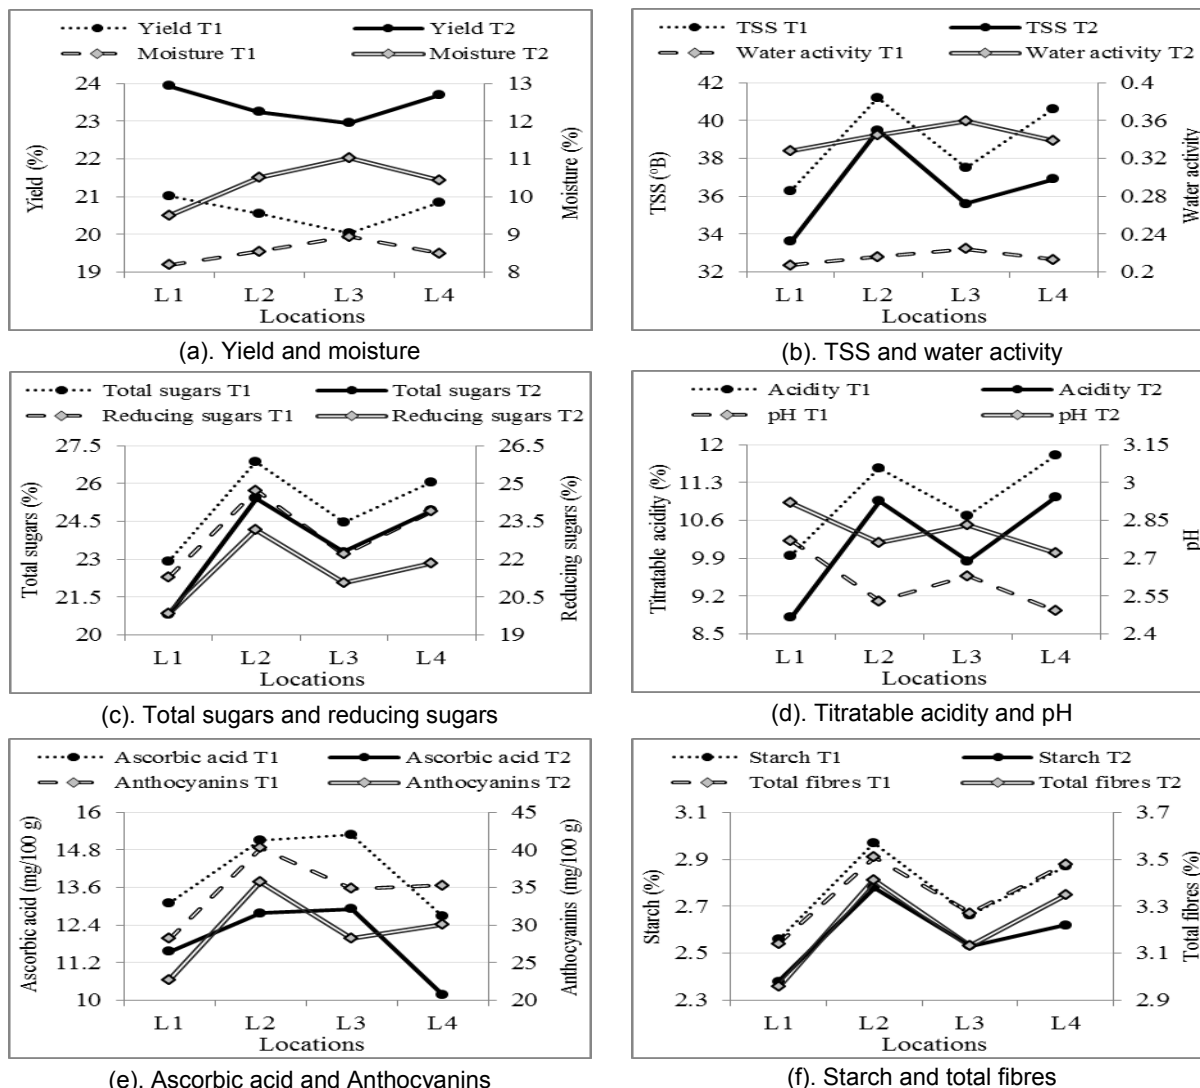 Yield T1 Yield T2
Moisture T1 Moisture T2
24 13
23 12
22 11
21 10
20 9
19 8
Yield (%)
Moisture (%)
L1 L2 L3 L4
Locations
(a). Yield and moisture
TSS T1 TSS T2
Water activity T1 Water activity T2
42 0.4
40 0.36
38 0.32
36 0.28
34 0.24
32 0.2
TSS (⁰B)
Water activity
L1 L2 L3 L4
Locations
(b). TSS and water activity
Total sugars T1 Total sugars T2
Reducing sugars T1 Reducing sugars T2
27.5 26.5
26 25
24.5 23.5
23 22
21.5 20.5
20 19
Total sugars (%)
Reducing sugars (%)
L1 L2 L3 L4
Locations
(c). Total sugars and reducing sugars
Acidity T1 Acidity T2
pH T1 pH T2
12 3.15
11.3 3
10.6 2.85
9.9 2.7
9.2 2.55
8.5 2.4
Titratable acidity (%)
pH
L1 L2 L3 L4
Locations
(d). Titratable acidity and pH
Ascorbic acid T1 Ascorbic acid T2
Anthocyanins T1 Anthocyanins T2
16 45
14.8 40
13.6 35
12.4 30
11.2 25
10 20
Ascorbic acid (mg/100 g)
Anthocyanins (mg/100 g)
L1 L2 L3 L4
Locations
(e). Ascorbic acid and Anthocyanins
Starch T1 Starch T2
Total fibres T1 Total fibres T2
3.1 3.7
2.9 3.5
2.7 3.3
2.5 3.1
2.3 2.9
Starch (%)
Total fibres (%)
L1 L2 L3 L4
Locations
(f). Starch and total fibres